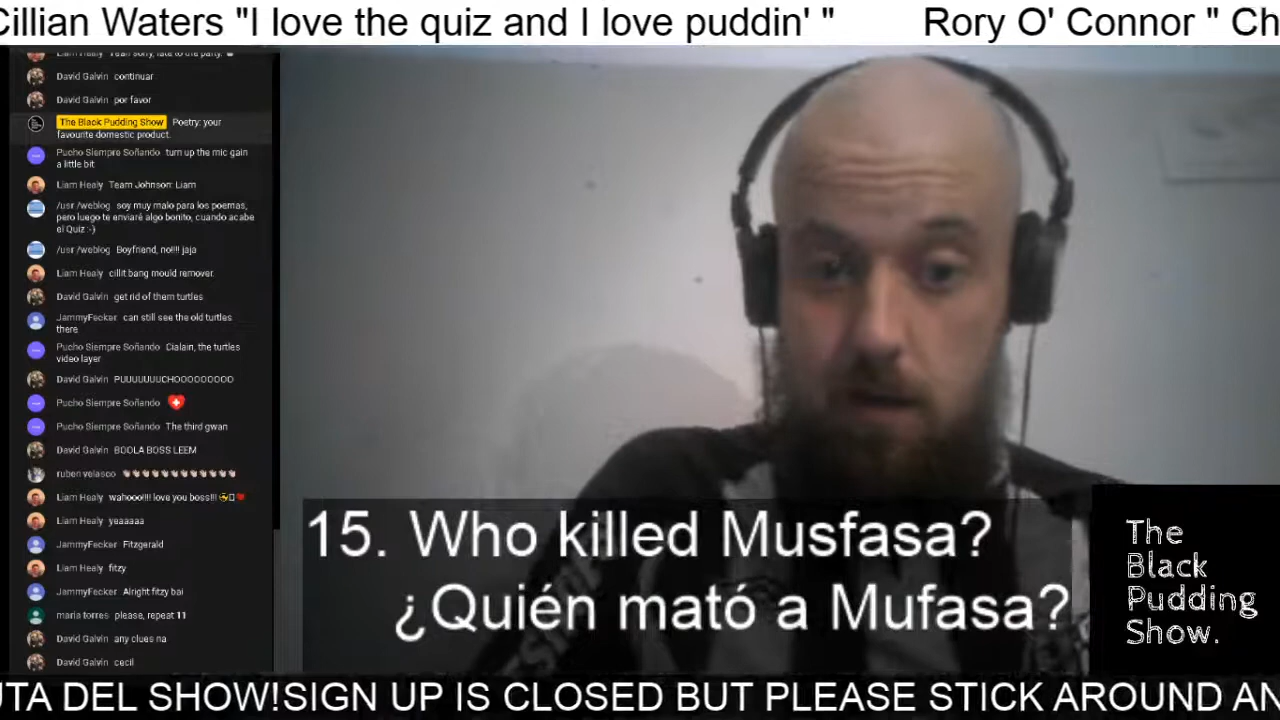 Cillian Waters "I love the quiz and I love puddin' " Rory O' Connor " Ch
Liam Healy Yeah sorry, late to the party.
David Galvin continuar
David Galvin por favor
The Black Pudding Show Poetry: your
favourite domestic product.
Pucho Siempre Soñando turn up the mic gain
a little bit
Liam Healy Team Johnson: Liam
/usr /weblog soy muy malo para los poemas,
pero luego te enviaré algo bonito, cuando acabe
el Quiz :-)
/usr /weblog Boyfriend, no!!!! jaja
Liam Healy cillit bang mould remover
David Galvin get rid of them turtles
JammyFecker can still see the old turtles
there
Pucho Siempre Soñando Cialain, the turtles
video layer
David Galvin PUUUUUUUCHOOOOOOOOO
Pucho Siempre Soñando
Pucho Siempre Soñando The third gwan
David Galvin BOOLA BOSS LEEM
ruben velasco
Liam Healy wahooo!!!! love you boss!!!
Liam Healy yeaaaaa
JammyFecker Fitzgerald
Liam Healy fitzy
JammyFecker Alright fitzy bai
maria torres please, repeat 11
David Galvin any clues na
David Galvin cecil
15. Who killed Musfasa?
¿Quién mató a Mufasa?
The
Black
Pudding
Show.
UTA DEL SHOW!SIGN UP IS CLOSED BUT PLEASE STICK AROUND AN